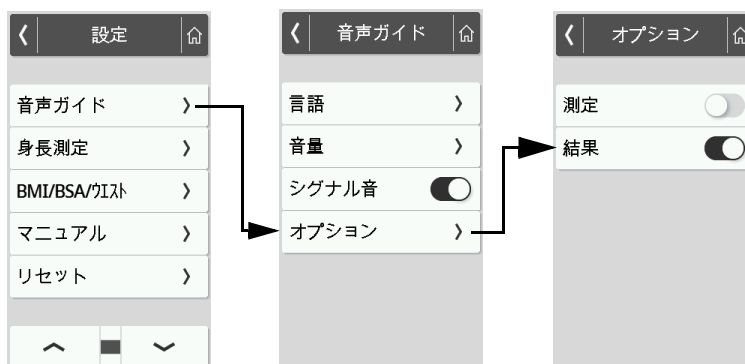 設定
音声ガイド
身長測定
BMI/BSA/ウエスト
マニュアル
リセット
音声ガイド
言語
音量
シグナル音
オプション
オプション
測定
結果